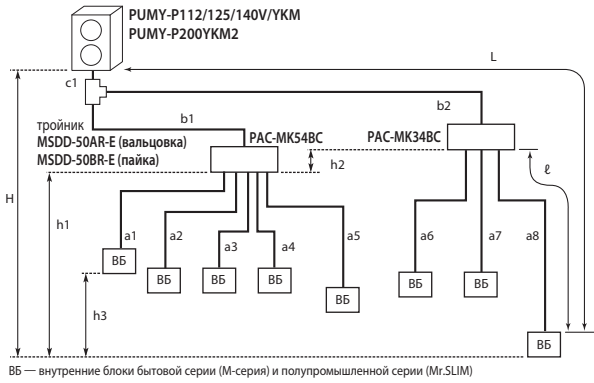 PUMY-P112/125/140V/YKM
PUMY-P200YKM2
L
c1
b1
b2
тройник
MSDD-50AR-E (вальцовка)
MSDD-50BR-E (пайка)
PAC-MK54BC
PAC-MK34BC
h2
ℓ
H
h1
a1
a2
a3
a4
a5
a6
a7
a8
ВБ
ВБ
ВБ
ВБ
ВБ
ВБ
ВБ
ВБ
h3
ВБ — внутренние блоки бытовой серии (М-серия) и полупромышленной серии (Mr.SLIM)